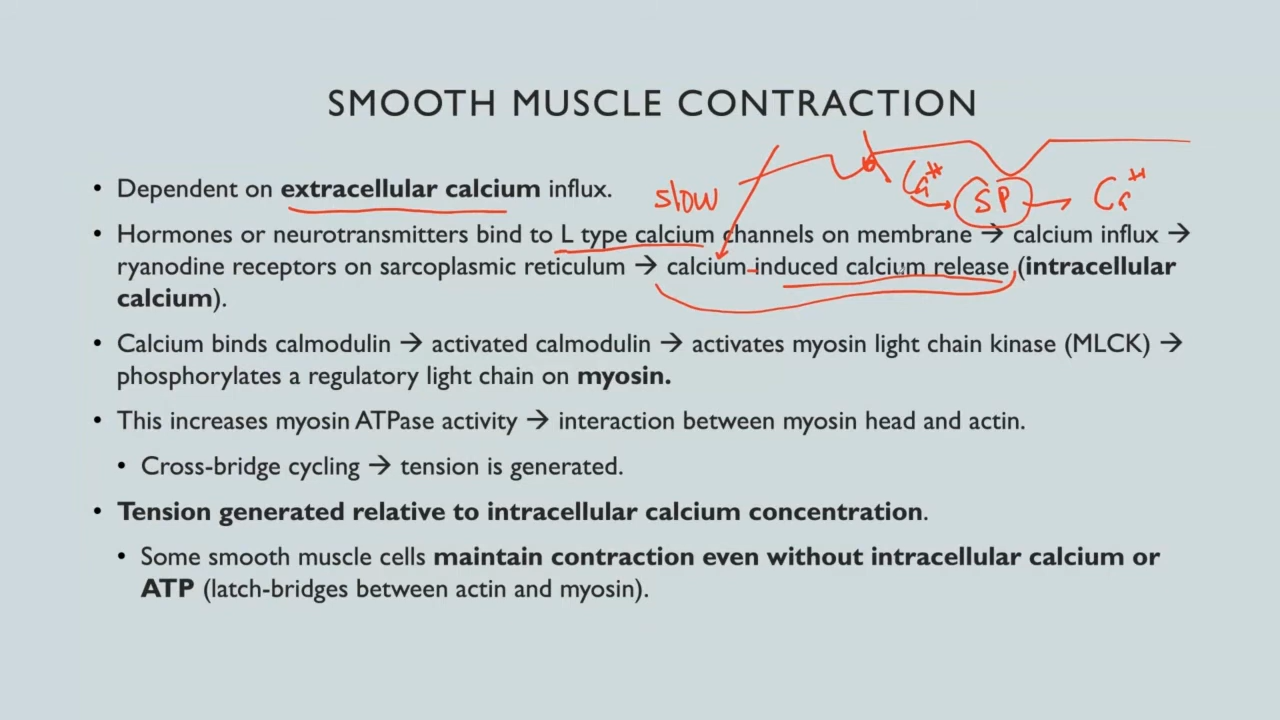 SMOOTH MUSCLE CONTRACTION
• Dependent on extracellular calcium influx.
slow
Ca++
SP
Ca++
• Hormones or neurotransmitters bind to L type calcium channels on membrane → calcium influx →
ryanodine receptors on sarcoplasmic reticulum → calcium-induced calcium release (intracellular
calcium).
• Calcium binds calmodulin → activated calmodulin → activates myosin light chain kinase (MLCK) →
phosphorylates a regulatory light chain on myosin.
• This increases myosin ATPase activity → interaction between myosin head and actin.
• Cross-bridge cycling → tension is generated.
• Tension generated relative to intracellular calcium concentration.
• Some smooth muscle cells maintain contraction even without intracellular calcium or
ATP (latch-bridges between actin and myosin).